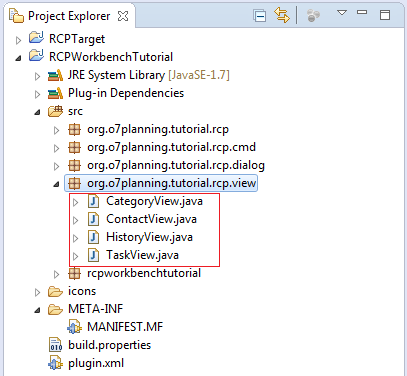 Project Explorer
RCPTarget
RCPWorkbenchTutorial
JRE System Library [JavaSE-1.7]
Plug-in Dependencies
src
org.o7planning.tutorial.rcp
org.o7planning.tutorial.rcp.cmd
org.o7planning.tutorial.rcp.dialog
org.o7planning.tutorial.rcp.view
CategoryView.java
ContactView.java
HistoryView.java
TaskView.java
rcpworkbenchtutorial
icons
META-INF
MANIFEST.MF
build.properties
plugin.xml